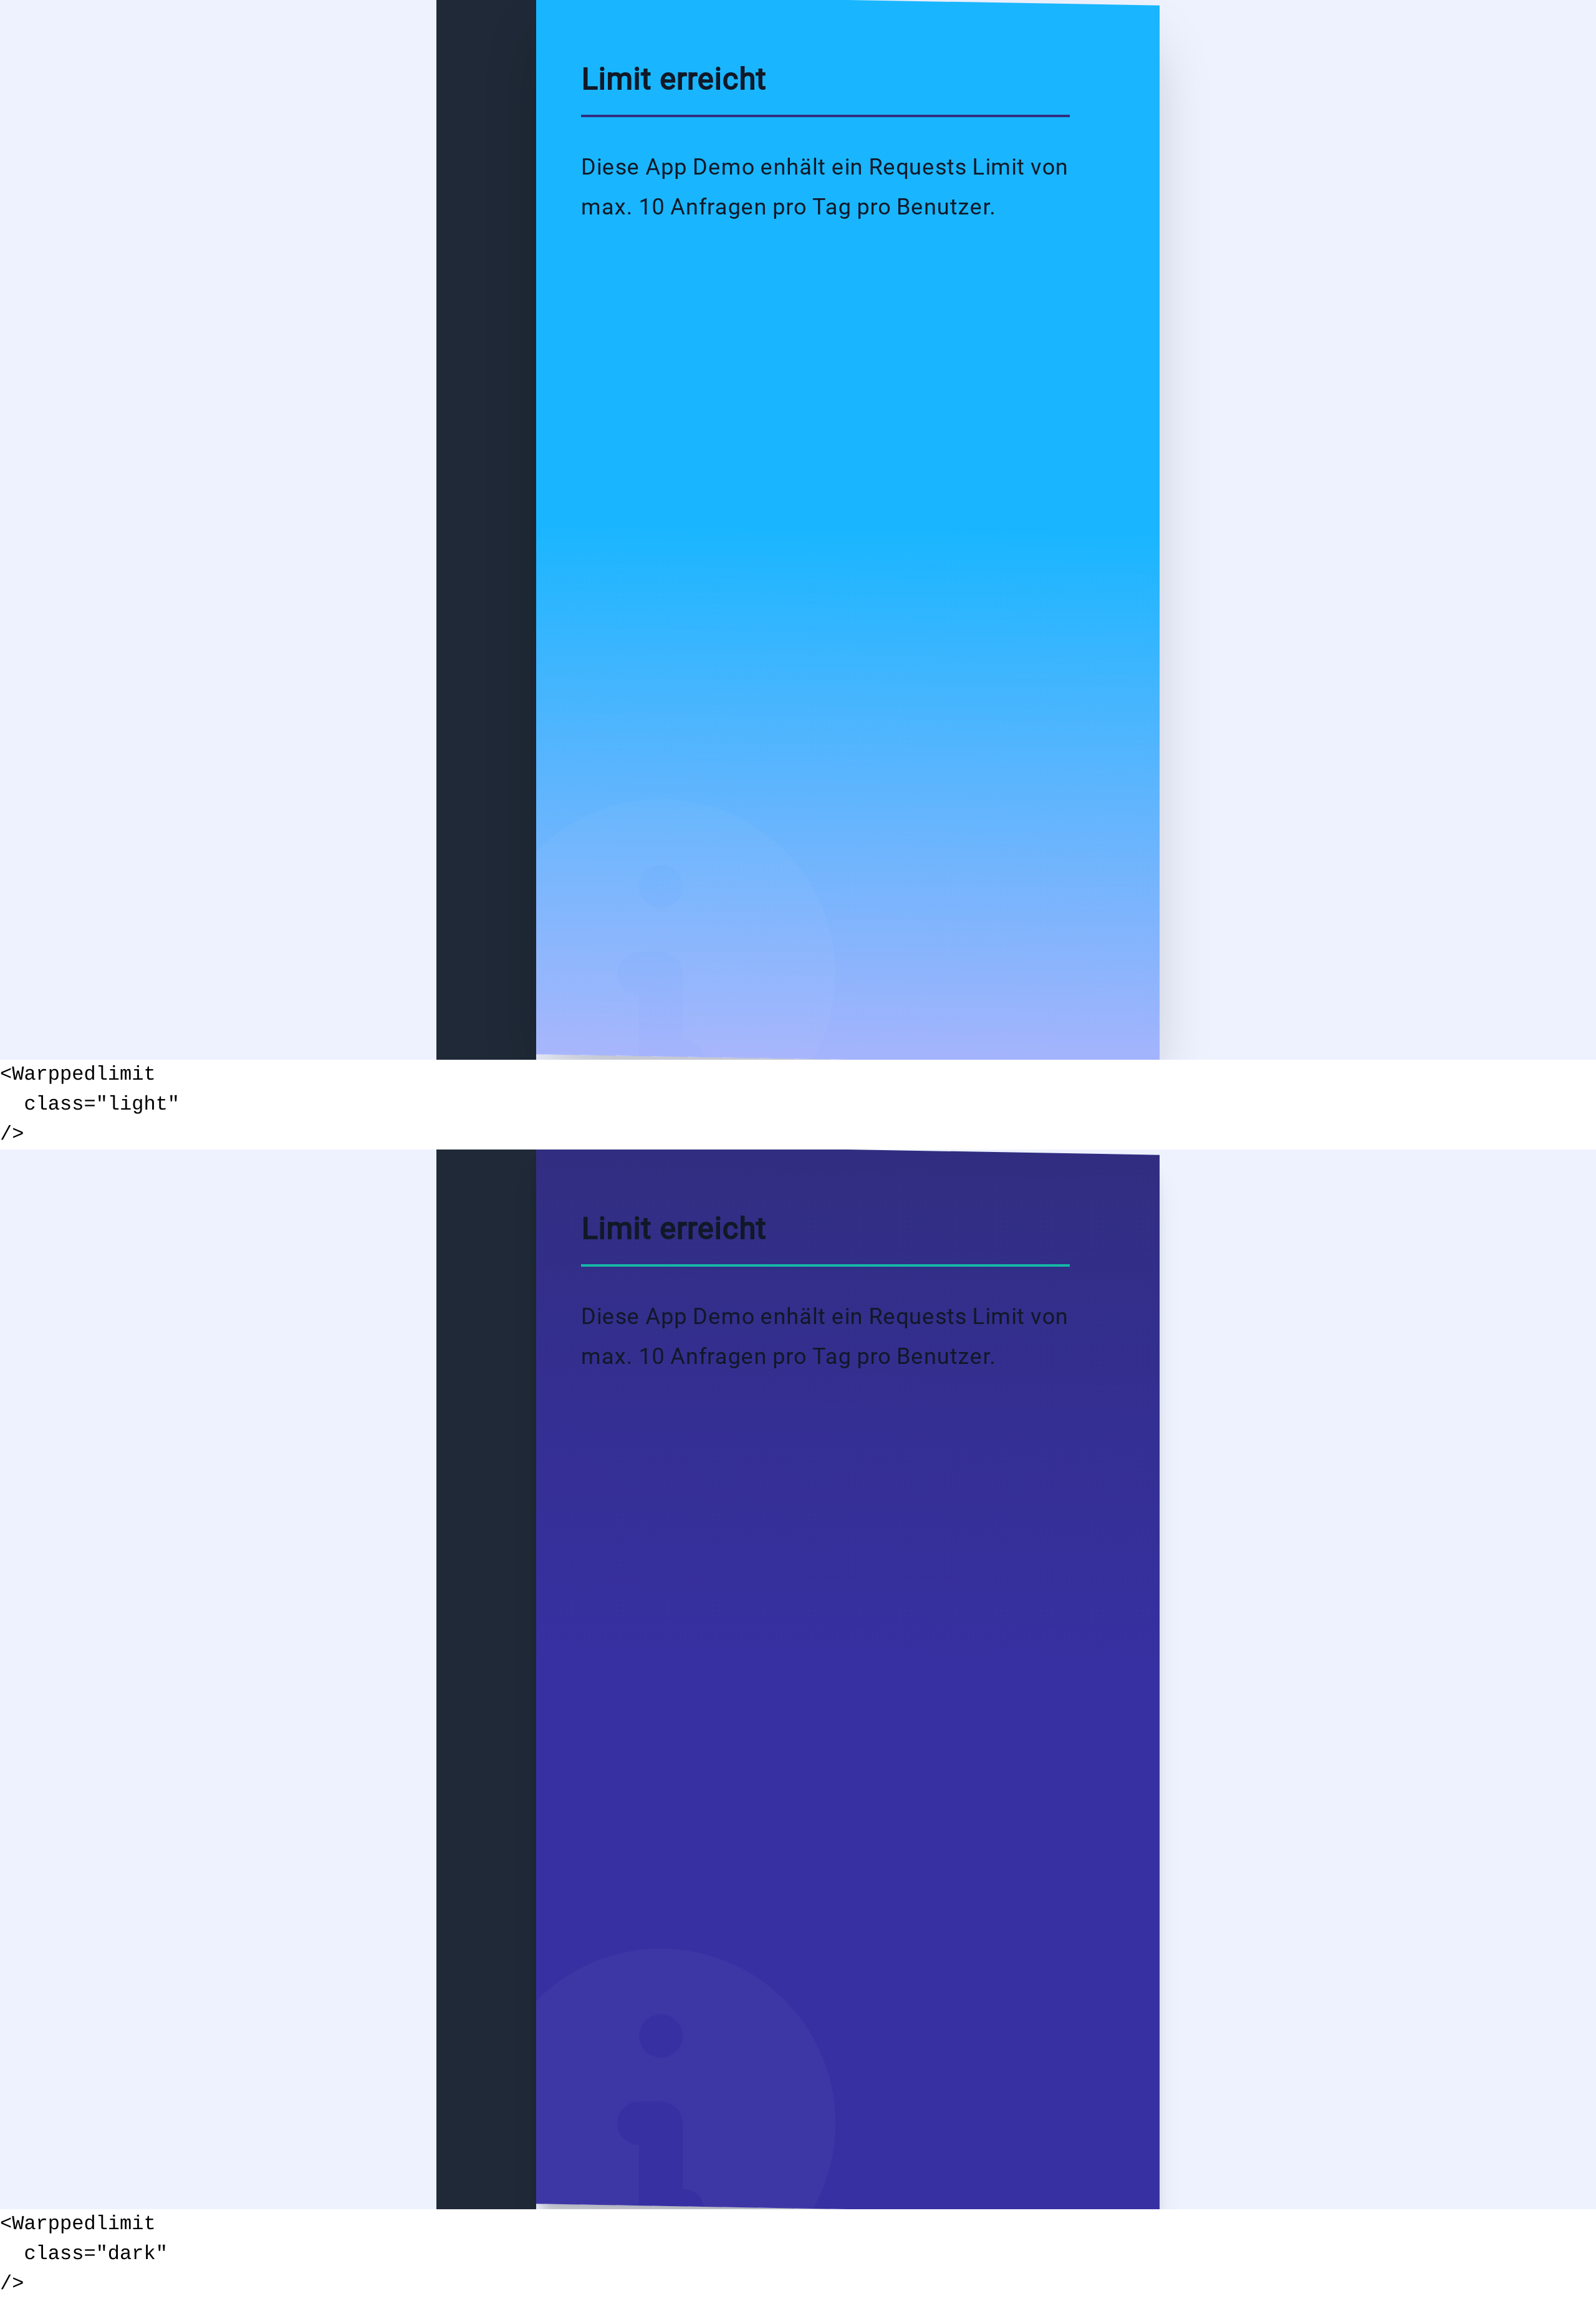 Limit erreicht
Diese App Demo enhält ein Requests Limit von
max. 10 Anfragen pro Tag pro Benutzer.
<Warppedlimit
  class="light"
/>
Limit erreicht
Diese App Demo enhält ein Requests Limit von
max. 10 Anfragen pro Tag pro Benutzer.
<Warppedlimit
  class="dark"
/>